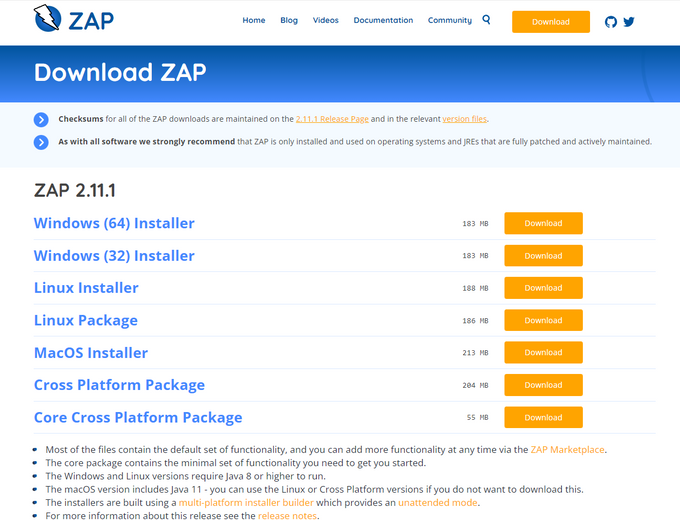 ZAP
Home Blog Videos Documentation Community Download
Download ZAP
Checksums for all of the ZAP downloads are maintained on the 2.11.1 Release Page and in the relevant version files.
As with all software we strongly recommend that ZAP is only installed and used on operating systems and JREs that are fully patched and actively maintained.
ZAP 2.11.1
Windows (64) Installer 183 MB Download
Windows (32) Installer 183 MB Download
Linux Installer 188 MB Download
Linux Package 186 MB Download
MacOS Installer 213 MB Download
Cross Platform Package 204 MB Download
Core Cross Platform Package 55 MB Download
Most of the files contain the default set of functionality, and you can add more functionality at any time via the ZAP Marketplace.
The core package contains the minimal set of functionality you need to get you started.
The Windows and Linux versions require Java 8 or higher to run.
The macOS version includes Java 11 - you can use the Linux or Cross Platform versions if you do not want to download this.
The installers are built using a multi-platform installer builder which provides an unattended mode.
For more information about this release see the release notes.